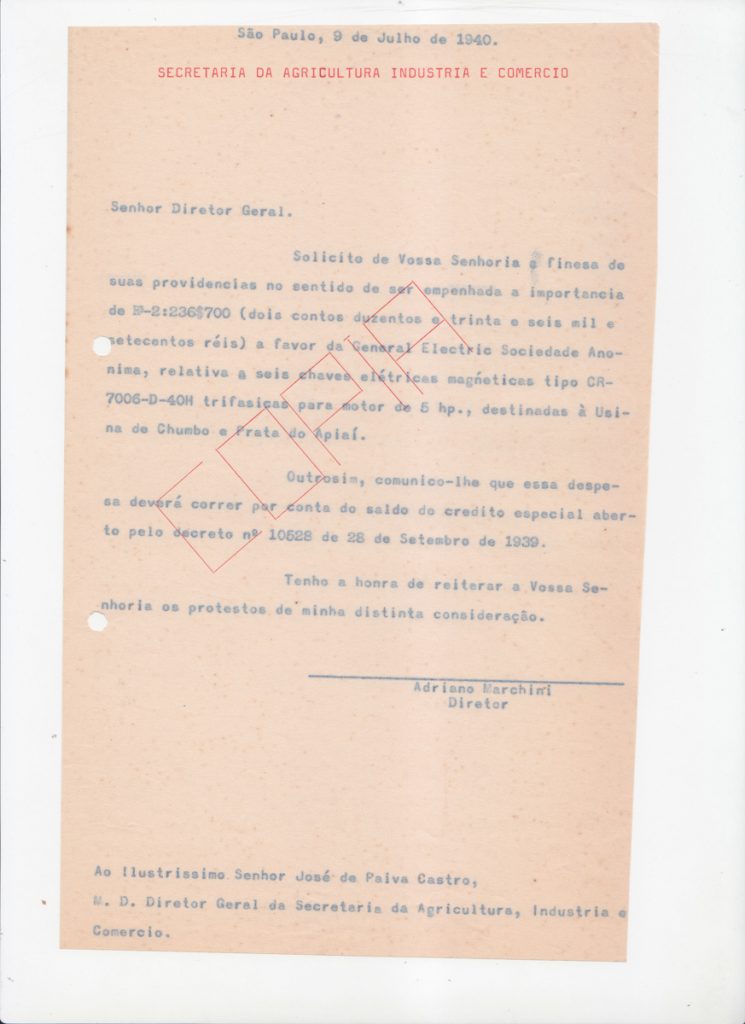 São Paulo, 9 de Julho de 1940.
SECRETARIA DA AGRICULTURA INDUSTRIA E COMERCIO
Senhor Diretor Geral.
Solicito de Vossa Senhoria a finesa de
suas providencias no sentido de ser empenhada a importancia
de 2:236$700 (dois contos duzentos e trinta e seis mil e
setecentos réis) a favor da General Electric Sociedade Ano-
nima, relativa a seis chaves elétricas magneticas tipo CR-
7006-D-40H trifasicas para motor de 5 hp., destinadas à Usi-
na de Chumbo e Prata do Apiaí.
Outrosim, comunico-lhe que essa despe-
sa deverá correr por conta do saldo do credito especial aber-
to pelo decreto nº 10528 de 28 de Setembro de 1939.
Tenho a honra de reiterar a Vossa Se-
nhoria os protestos de minha distinta consideração.
Adriano Marchini
Diretor
Ao Ilustrissimo Senhor José de Paiva Castro,
M. D. Diretor Geral da Secretaria da Agricultura, Industria e
Comercio.
COPIA